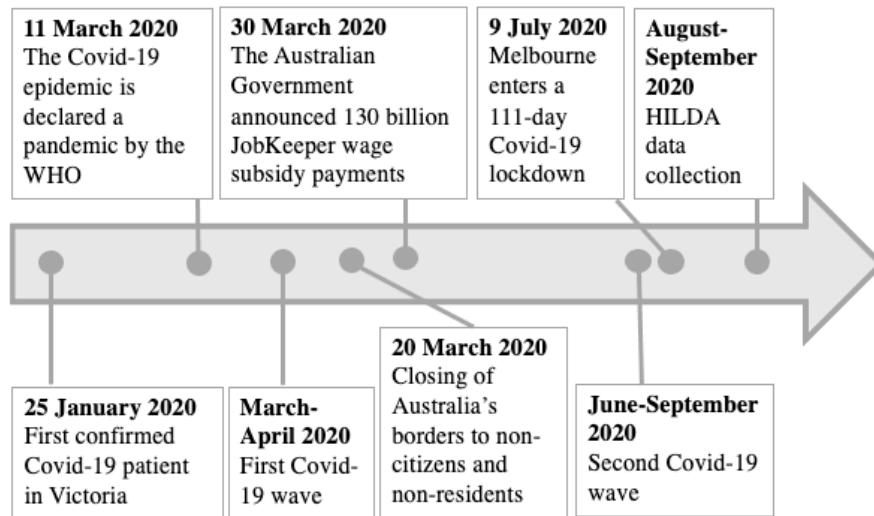 11 March 2020
The Covid-19
epidemic is
declared a
pandemic by the
WHO
30 March 2020
The Australian
Government
announced 130 billion
JobKeeper wage
subsidy payments
9 July 2020
Melbourne
enters a
111-day
Covid-19
lockdown
August-
September
2020
HILDA
data
collection
25 January 2020
First confirmed
Covid-19 patient
in Victoria
March-
April 2020
First Covid-
19 wave
20 March 2020
Closing of
Australia’s
borders to non-
citizens and
non-residents
June-September
2020
Second Covid-19
wave